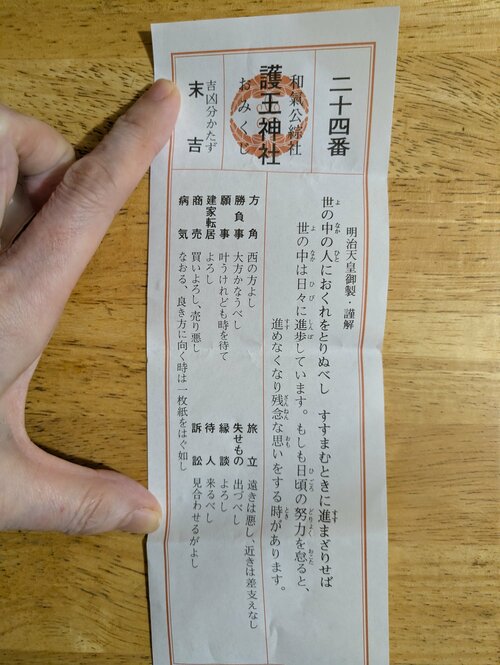 二十四番
和氣公綜社
護王神社
おみくじ
吉凶分かたず
末吉
明治天皇御製・謹解
世の中の人におくれをとりぬべし すすまむときに進まざりせば
世の中は日々に進歩しています。もしも日頃の努力を怠ると、
進めなくなり残念な思いをする時があります。
方角 西の方よし
勝負事 大方かなうべし
願事 叶うけれども時を待て
建家転居 よろし
商売 買いよろし、売り悪し
病気 なおる、良き方に向く時は一枚紙をはぐ如し
旅立 遠きは悪し、近きは差支えなし
失せもの 出づべし
縁談 よろし
待人 来るべし
訴訟 見合わせるがよし